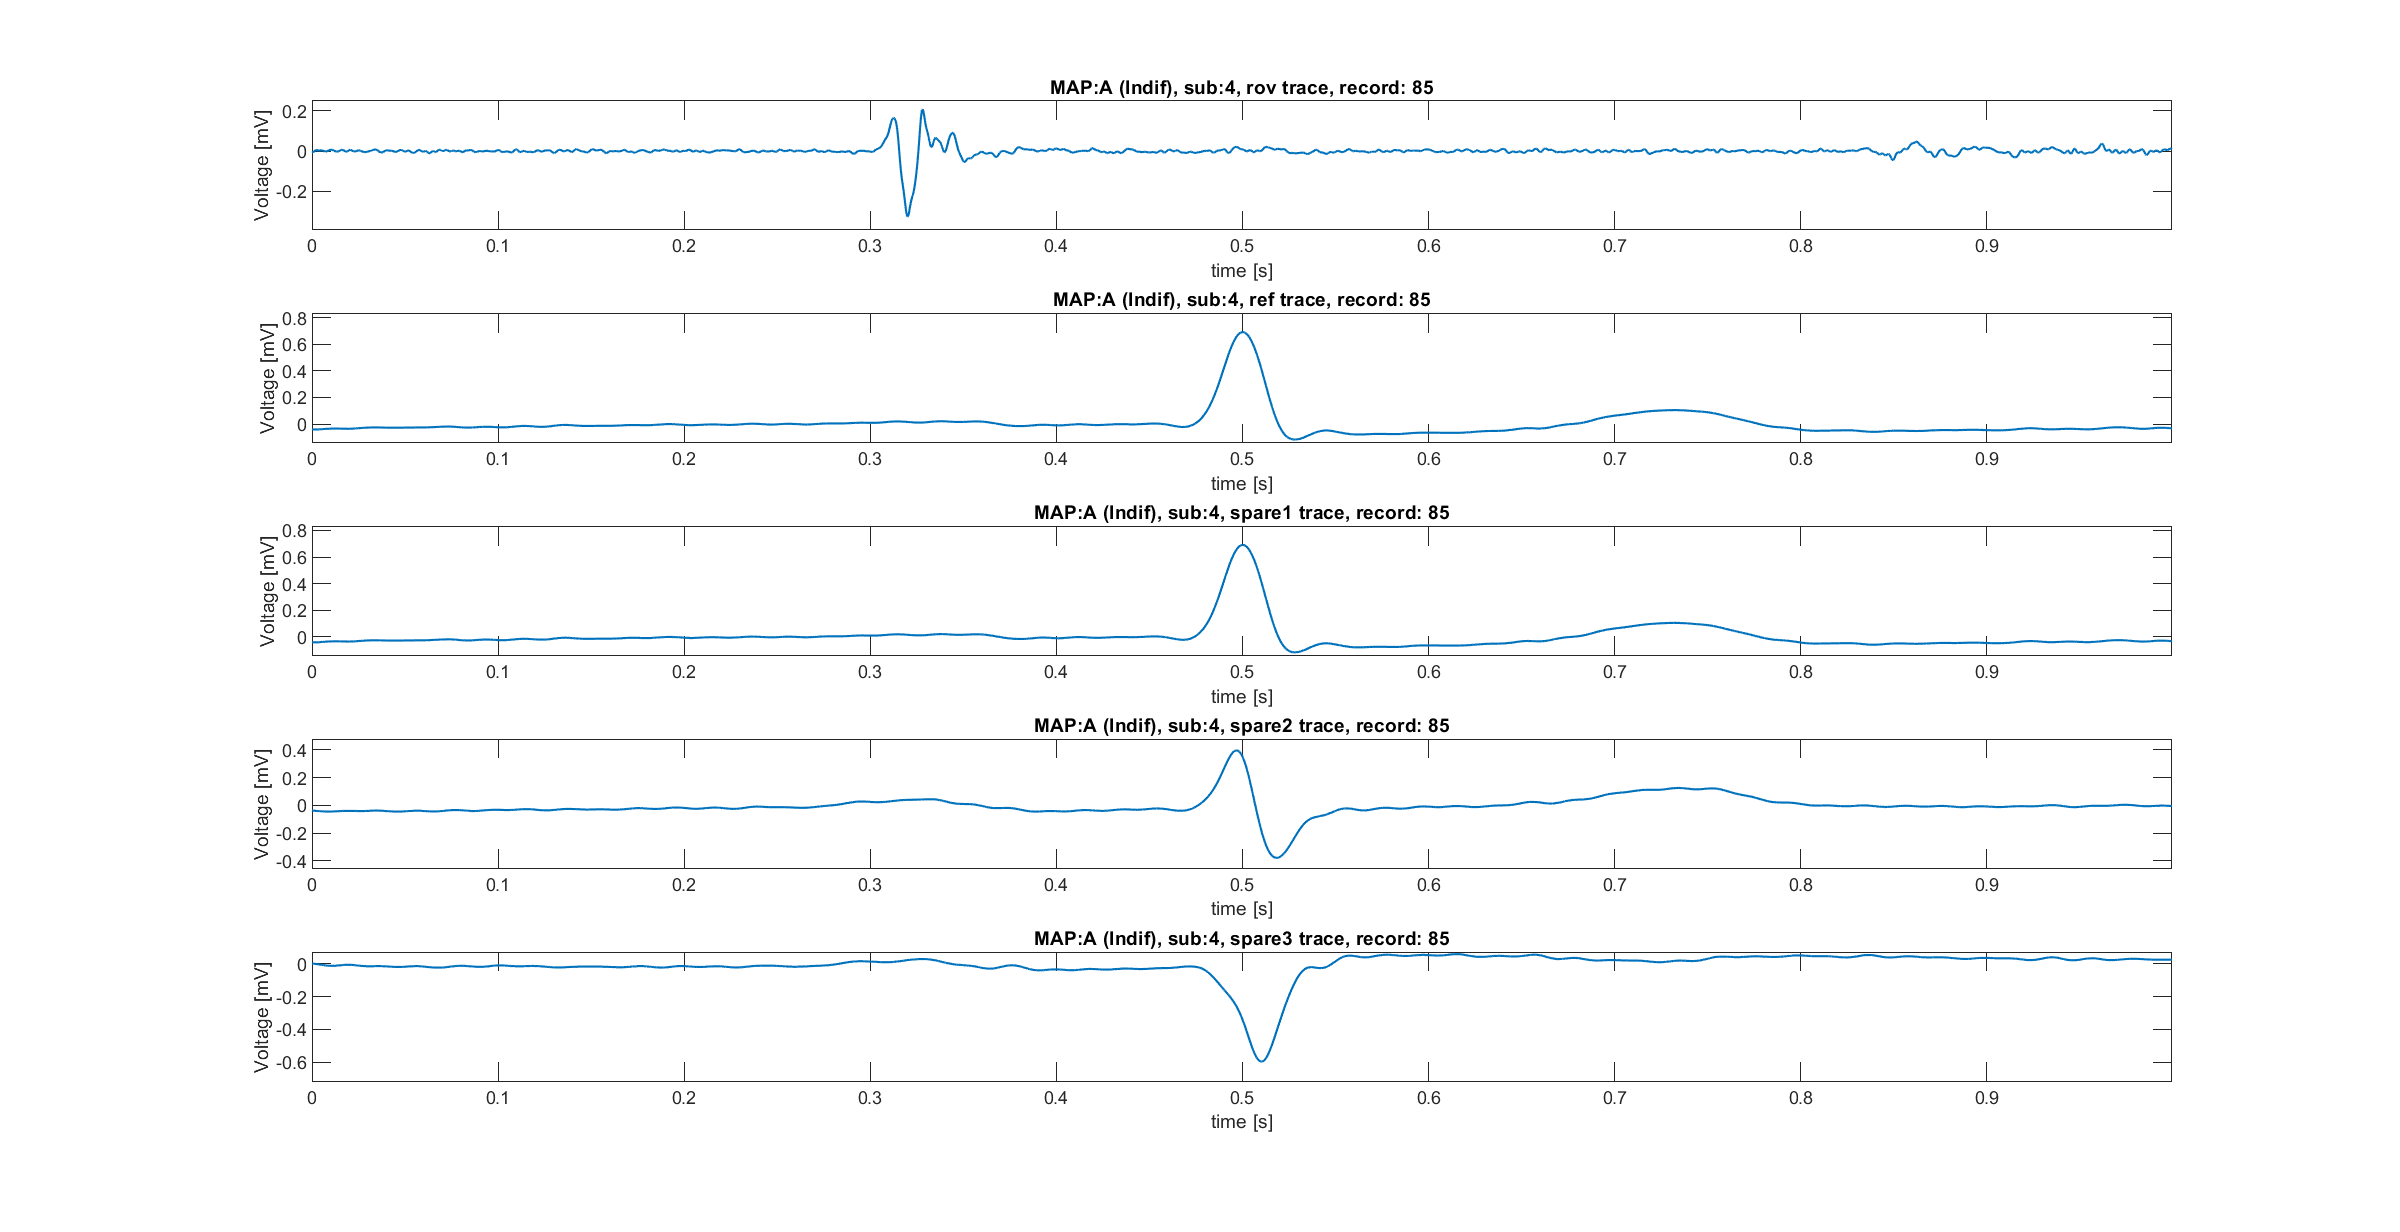 MAP:A (Indif), sub:4, rov trace, record: 85
Voltage [mV]
0.2
0
-0.2
0 0.1 0.2 0.3 0.4 0.5 0.6 0.7 0.8 0.9
time [s]
MAP:A (Indif), sub:4, ref trace, record: 85
Voltage [mV]
0.8
0.6
0.4
0.2
0
0 0.1 0.2 0.3 0.4 0.5 0.6 0.7 0.8 0.9
time [s]
MAP:A (Indif), sub:4, spare1 trace, record: 85
Voltage [mV]
0.8
0.6
0.4
0.2
0
0 0.1 0.2 0.3 0.4 0.5 0.6 0.7 0.8 0.9
time [s]
MAP:A (Indif), sub:4, spare2 trace, record: 85
Voltage [mV]
0.4
0.2
0
-0.2
-0.4
0 0.1 0.2 0.3 0.4 0.5 0.6 0.7 0.8 0.9
time [s]
MAP:A (Indif), sub:4, spare3 trace, record: 85
Voltage [mV]
0
-0.2
-0.4
-0.6
0 0.1 0.2 0.3 0.4 0.5 0.6 0.7 0.8 0.9
time [s]